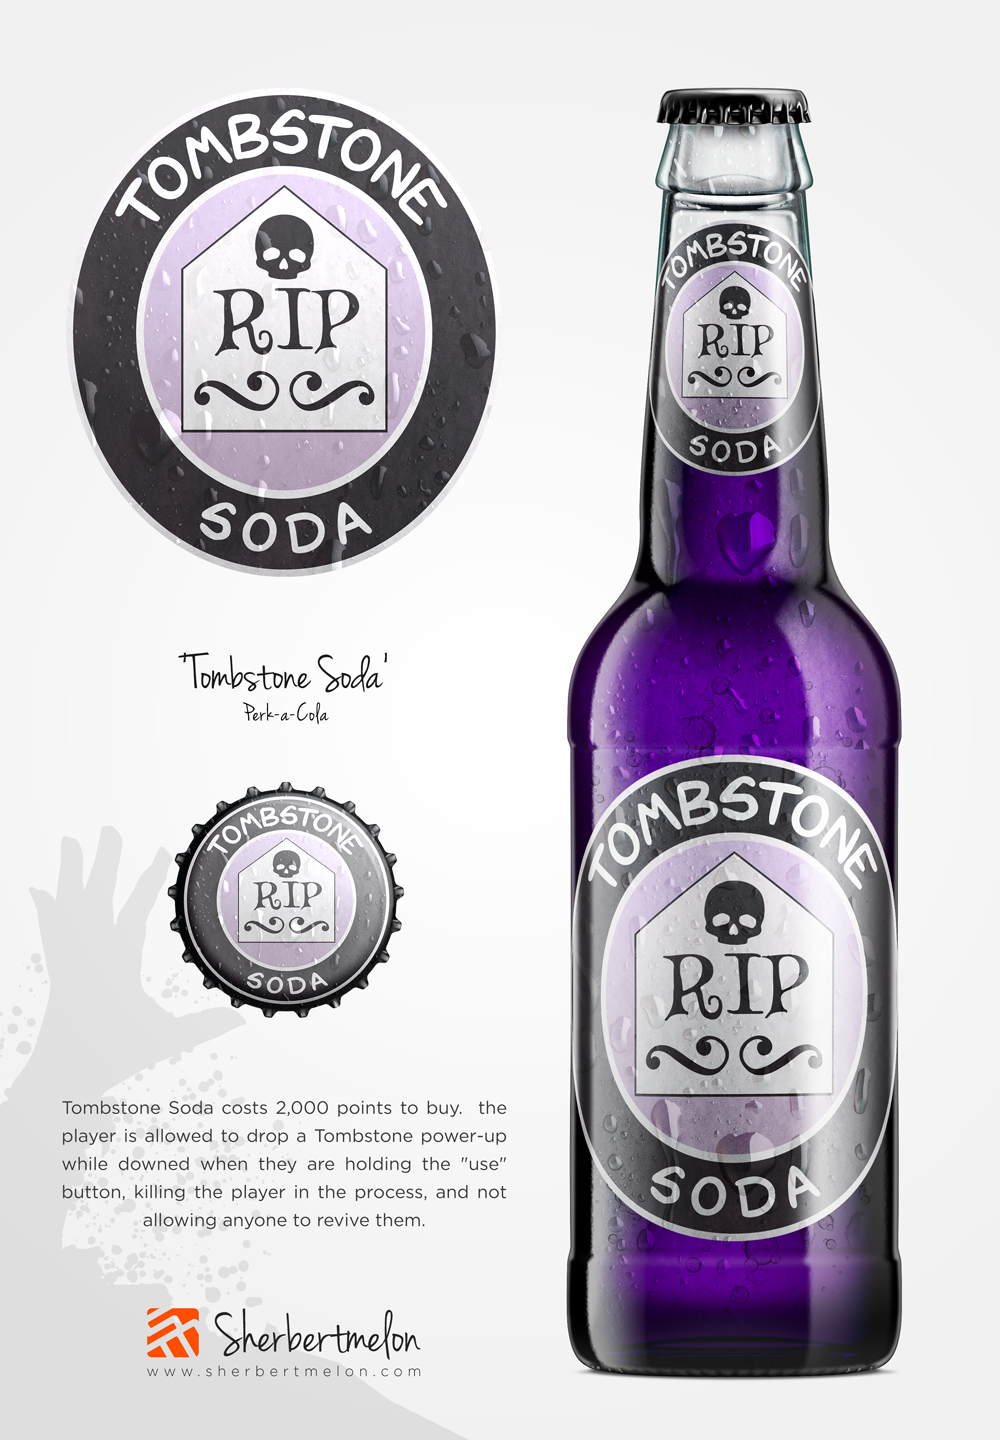 TOMBSTONE
RIP
SODA
'Tombstone Soda'
Perk-a-Cola
TOMBSTONE
RIP
SODA
Tombstone Soda costs 2,000 points to buy. the
player is allowed to drop a Tombstone power-up
while downed when they are holding the "use"
button, killing the player in the process, and not
allowing anyone to revive them.
Sherbertmelon
www.sherbertmelon.com
TOMBSTONE
RIP
SODA
TOMBSTONE
RIP
SODA